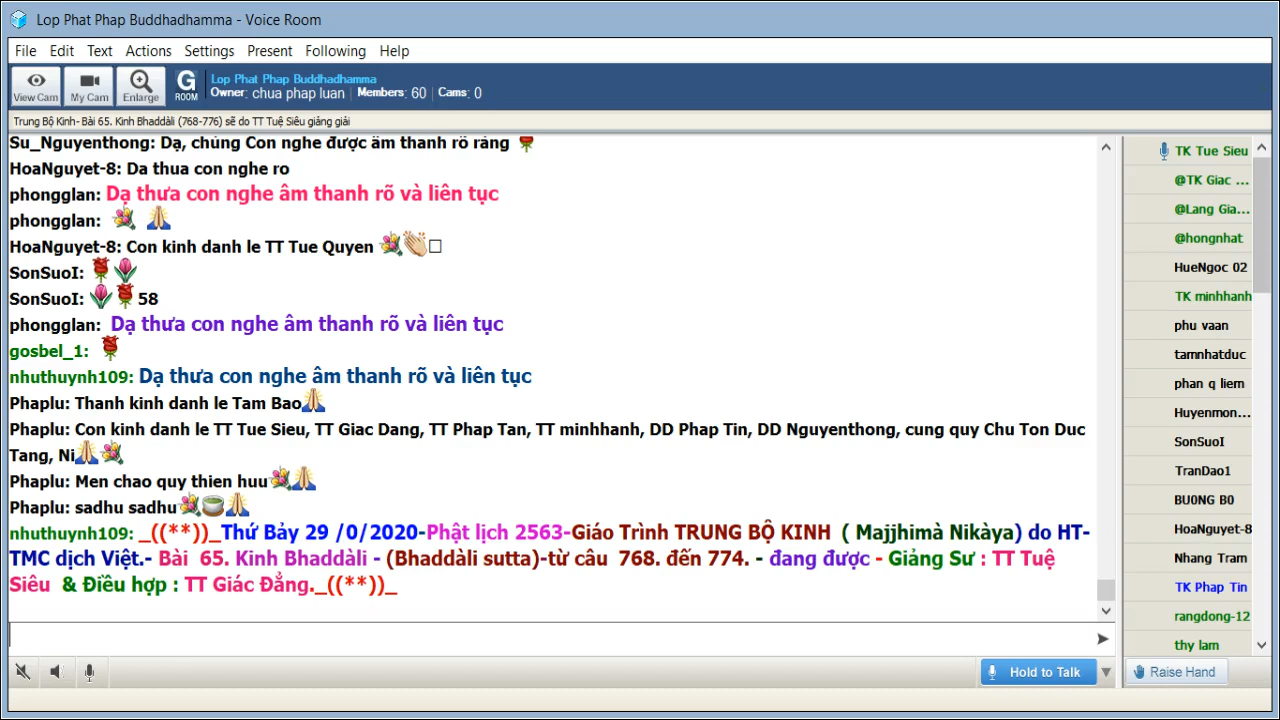 Lop Phat Phap Buddhadhamma - Voice Room
File Edit Text Actions Settings Present Following Help
View Cam My Cam Enlarge G ROOM
Lop Phat Phap Buddhadhamma
Owner: chua phap luan | Members: 60 | Cams: 0
Trung Bộ Kinh- Bài 65. Kinh Bhaddàli (768-776) sẽ do TT Tuệ Siêu giảng giải
Su_Nguyenthong: Dạ, chúng Con nghe được âm thanh rõ ràng
HoaNguyet-8: Da thua con nghe ro
phongglan: Dạ thưa con nghe âm thanh rõ và liên tục
phongglan:
HoaNguyet-8: Con kinh danh le TT Tue Quyen
SonSuoI:
SonSuoI: 58
phongglan: Dạ thưa con nghe âm thanh rõ và liên tục
gosbel_1:
nhuthuynh109: Dạ thưa con nghe âm thanh rõ và liên tục
Phaplu: Thanh kinh danh le Tam Bao
Phaplu: Con kinh danh le TT Tue Sieu, TT Giac Dang, TT Phap Tan, TT minhhanh, DD Phap Tin, DD Nguyenthong, cung quy Chu Ton Duc
Tang, Ni
Phaplu: Men chao quy thien huu
Phaplu: sadhu sadhu
nhuthuynh109: _((**))_Thứ Bảy 29 /0/2020-Phật lịch 2563-Giáo Trình TRUNG BỘ KINH ( Majjhimà Nikàya) do HT-
TMC dịch Việt.- Bài 65. Kinh Bhaddàli - (Bhaddàli sutta)-từ câu 768. đến 774. - đang được - Giảng Sư : TT Tuệ
Siêu & Điều hợp : TT Giác Đẳng._((**))_
TK Tue Sieu
@TK Giac ...
@Lang Gia...
@hongnhat
HueNgoc 02
TK minhhanh
phu vaan
tamnhatduc
phan q liem
Huyenmon...
SonSuoI
TranDao1
BU0NG B0
HoaNguyet-8
Nhang Tram
TK Phap Tin
rangdong-12
thy lam
Hold to Talk
Raise Hand